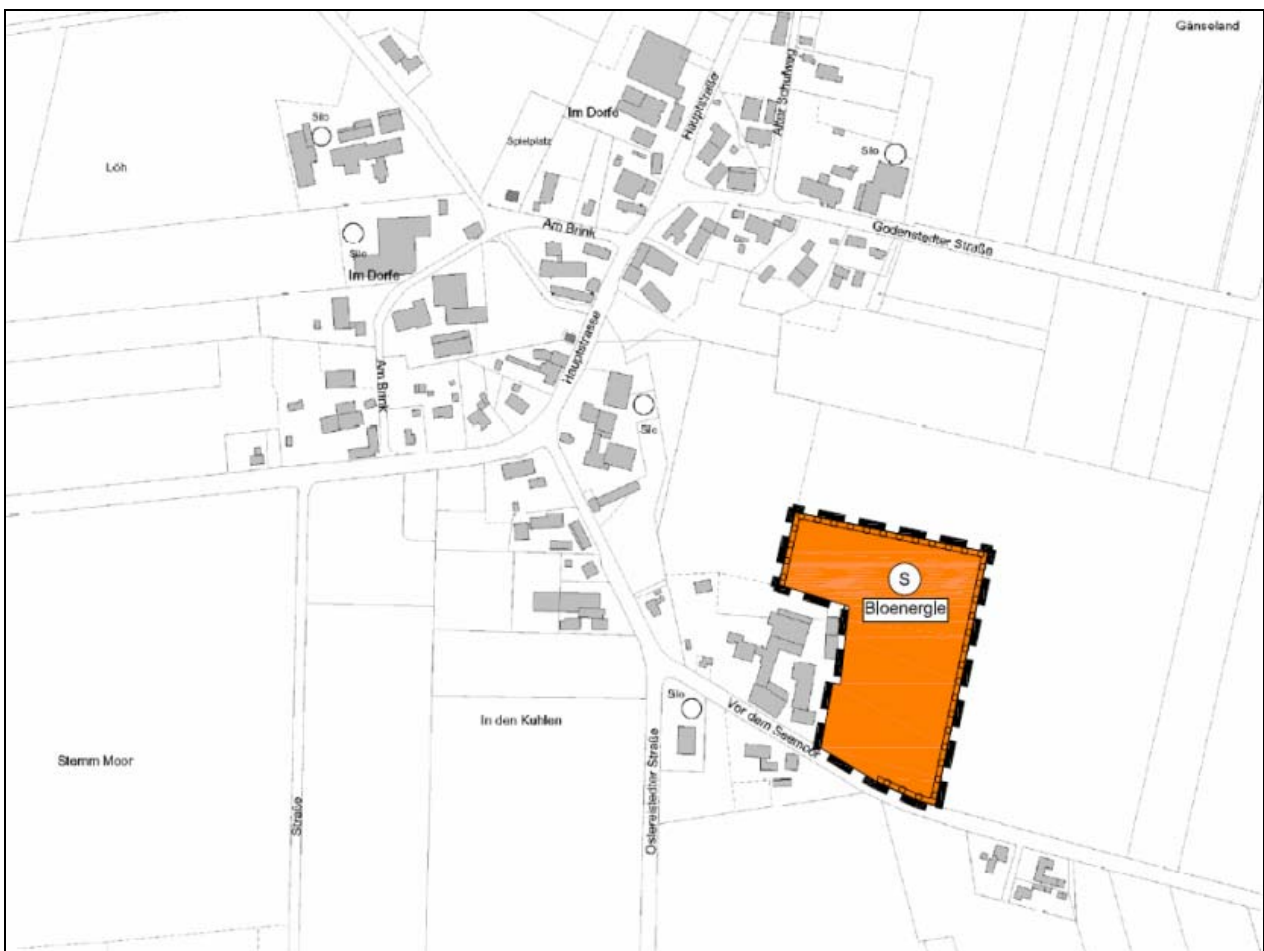 Gänseland
Hauptstraße
Alter Schulweg
Im Dorfe
Silo
Spielplatz
Silo
Löh
Am Brink
Godenstedter Straße
Silo
Im Dorfe
Hauptstrasse
Am Brink
Silo
S
Bioenergie
Silo
Vor dem Seemoor
In den Kuhlen
Ostereistedter Straße
Stemm Moor
Straße